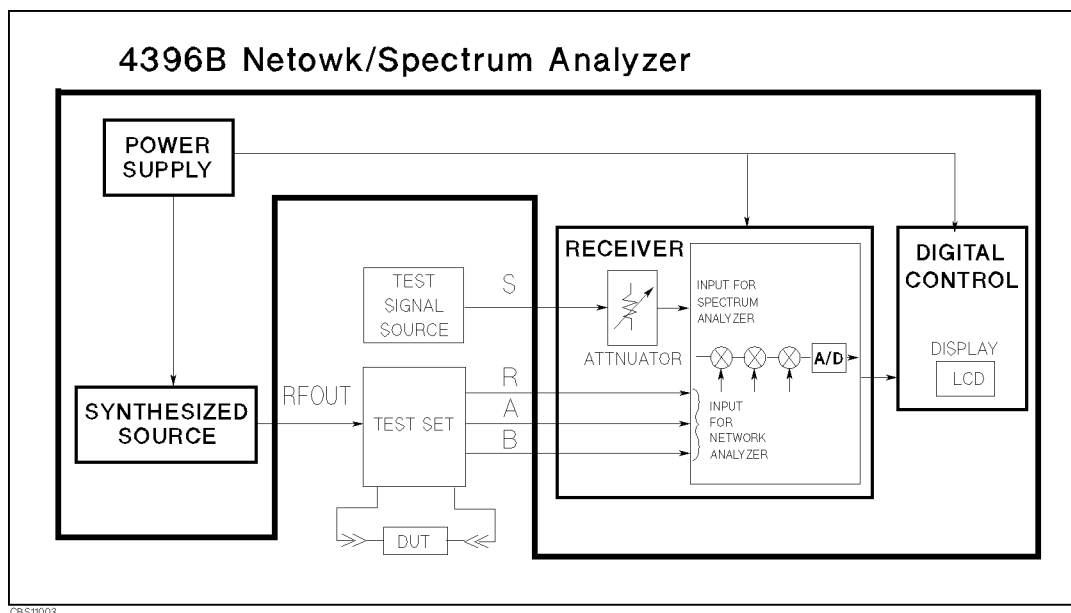 4396B Netowk/Spectrum Analyzer
POWER
SUPPLY
RECEIVER
DIGITAL
CONTROL
TEST
SIGNAL
SOURCE
S
INPUT FOR
SPECTRUM
ANALYZER
ATTNUATOR
A/D
DISPLAY
LCD
SYNTHESIZED
SOURCE
RFOUT
TEST SET
R
A
B
INPUT
FOR
NETWORK
ANALYZER
DUT
CBS11003